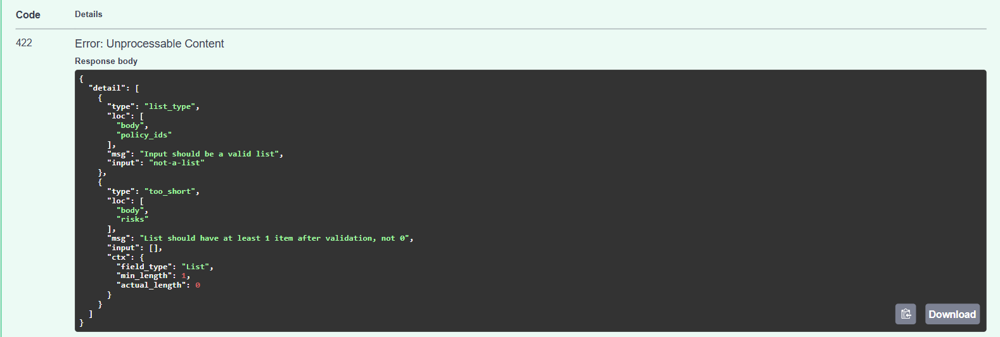 Code Details
422 Error: Unprocessable Content
Response body
{
  "detail": [
    {
      "type": "list_type",
      "loc": [
        "body",
        "policy_ids"
      ],
      "msg": "Input should be a valid list",
      "input": "not-a-list"
    },
    {
      "type": "too_short",
      "loc": [
        "body",
        "risks"
      ],
      "msg": "List should have at least 1 item after validation, not 0",
      "input": [],
      "ctx": {
        "field_type": "List",
        "min_length": 1,
        "actual_length": 0
      }
    }
  ]
}
Download